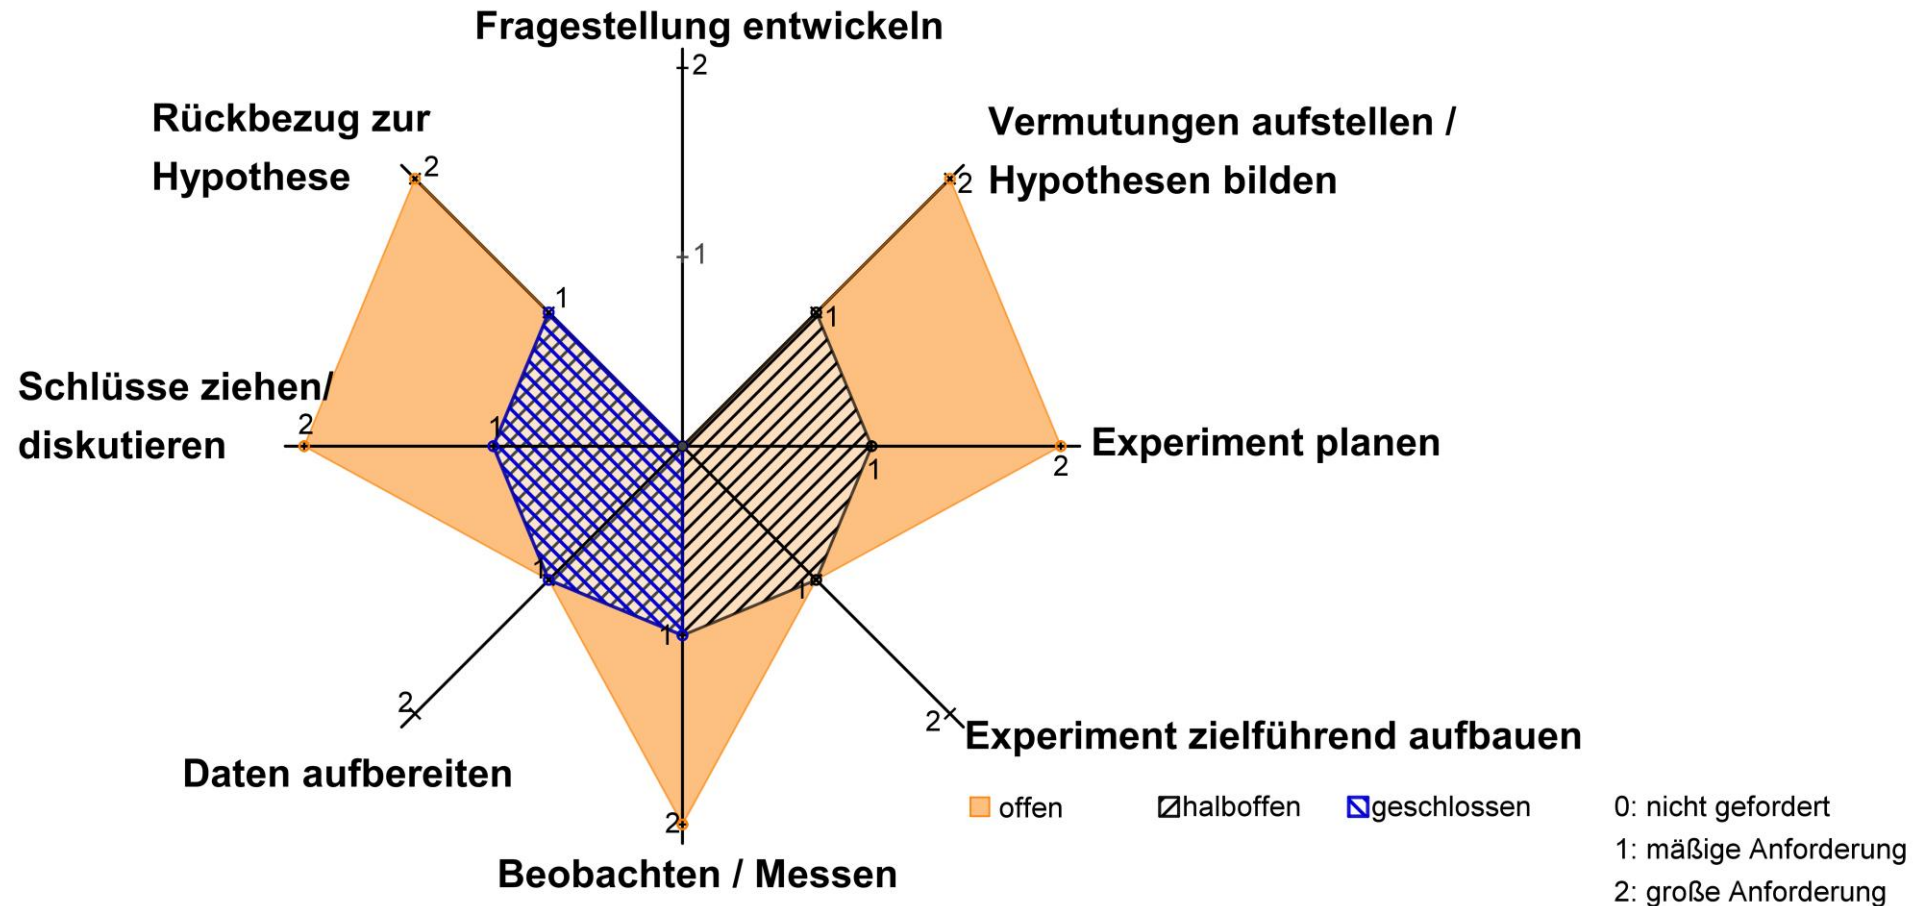 Fragestellung entwickeln
2
Rückbezug zur
Hypothese
2
Vermutungen aufstellen /
Hypothesen bilden
2
1
1
1
Schlüsse ziehen/
diskutieren
2
1
Experiment planen
1
2
1
1
1
2
2
Experiment zielführend aufbauen
Daten aufbereiten
2
Beobachten / Messen
offen
halboffen
geschlossen
0: nicht gefordert
1: mäßige Anforderung
2: große Anforderung